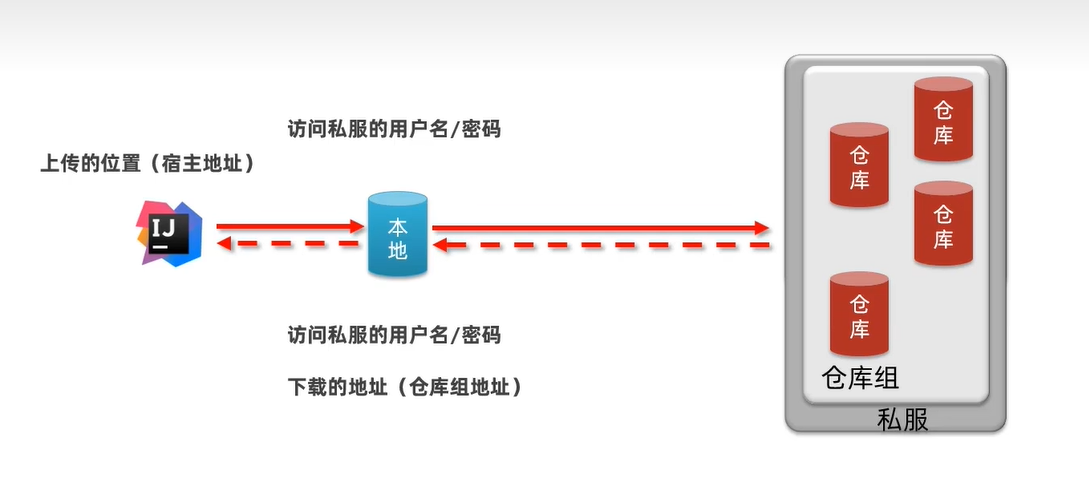 访问私服的用户名/密码
上传的位置（宿主地址）
IJ
本地
访问私服的用户名/密码
下载的地址（仓库组地址）
仓库
仓库
仓库
仓库
仓库组
私服